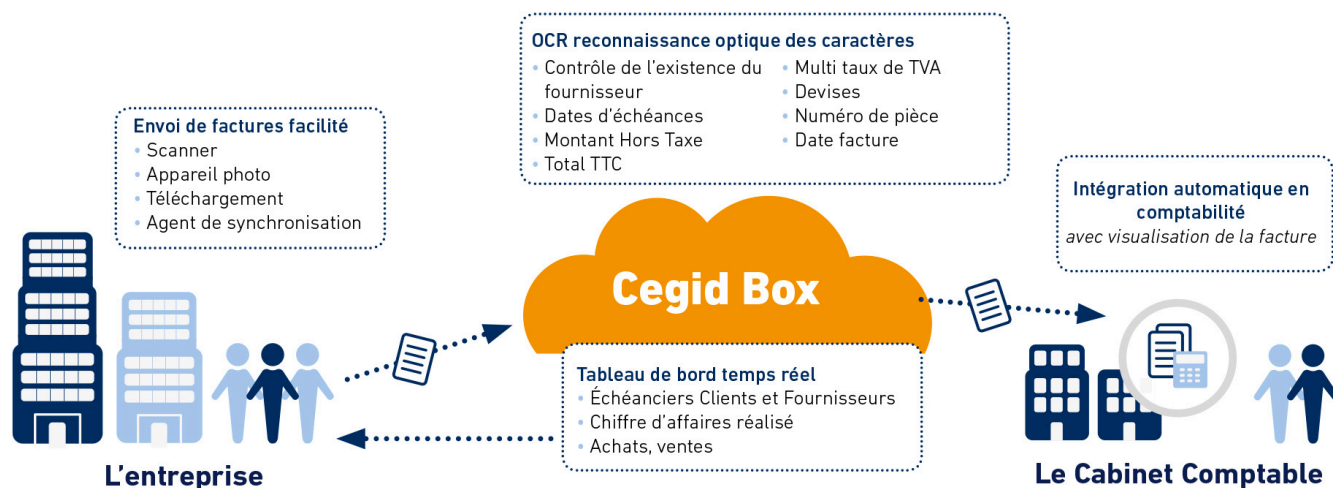 OCR reconnaissance optique des caractères
• Contrôle de l’existence du
fournisseur
• Dates d’échéances
• Montant Hors Taxe
• Total TTC
• Multi taux de TVA
• Devises
• Numéro de pièce
• Date facture
Envoi de factures facilité
• Scanner
• Appareil photo
• Téléchargement
• Agent de synchronisation
Intégration automatique en
comptabilité
avec visualisation de la facture
Cegid Box
Tableau de bord temps réel
• Échéanciers Clients et Fournisseurs
• Chiffre d’affaires réalisé
• Achats, ventes
L’entreprise
Le Cabinet Comptable